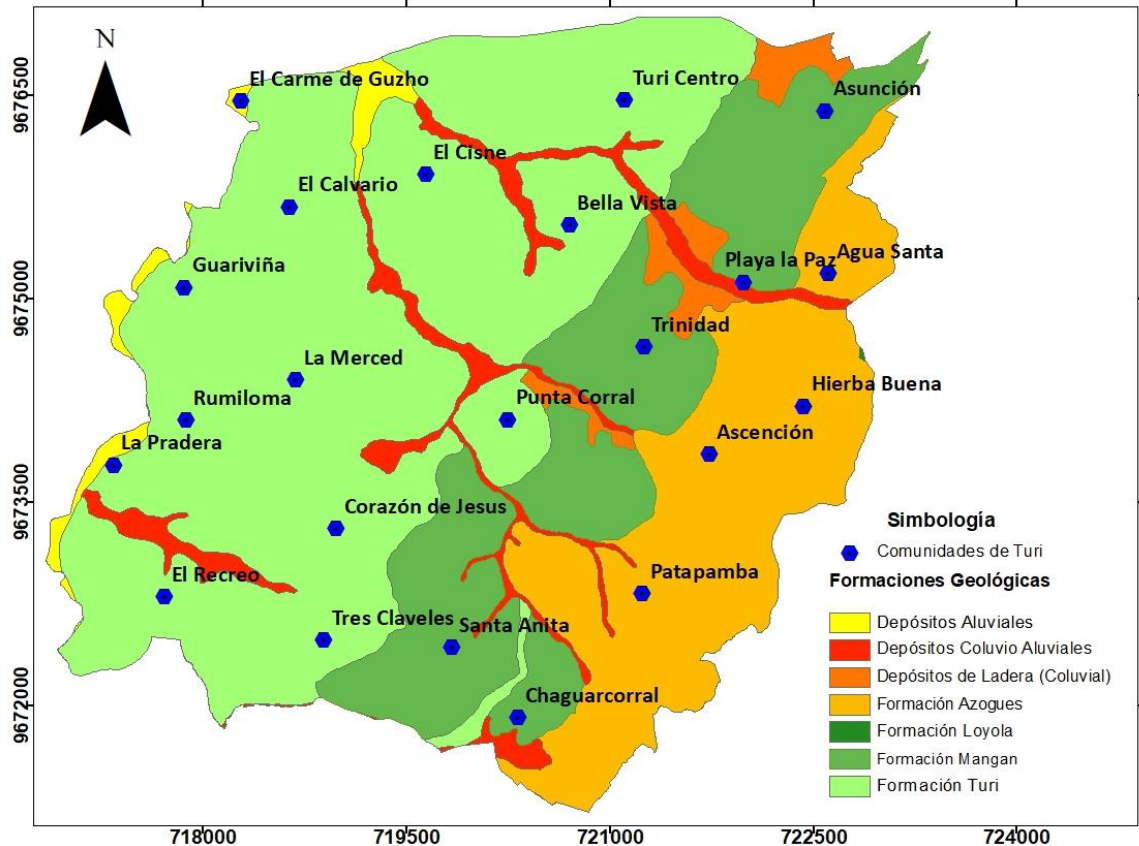 N
El Carme de Guzho
Turi Centro
Asunción
El Cisne
El Calvario
Bella Vista
Guariviña
Playa la Paz
Agua Santa
Trinidad
La Merced
Hierba Buena
Rumiloma
Punta Corral
La Pradera
Ascención
Corazón de Jesus
El Recreo
Patapamba
Tres Claveles
Santa Anita
Chaguarcorral
Simbología
Comunidades de Turi
Formaciones Geológicas
Depósitos Aluviales
Depósitos Coluvio Aluviales
Depósitos de Ladera (Coluvial)
Formación Azogues
Formación Loyola
Formación Mangan
Formación Turi
9676500
9675000
9673500
9672000
718000
719500
721000
722500
724000